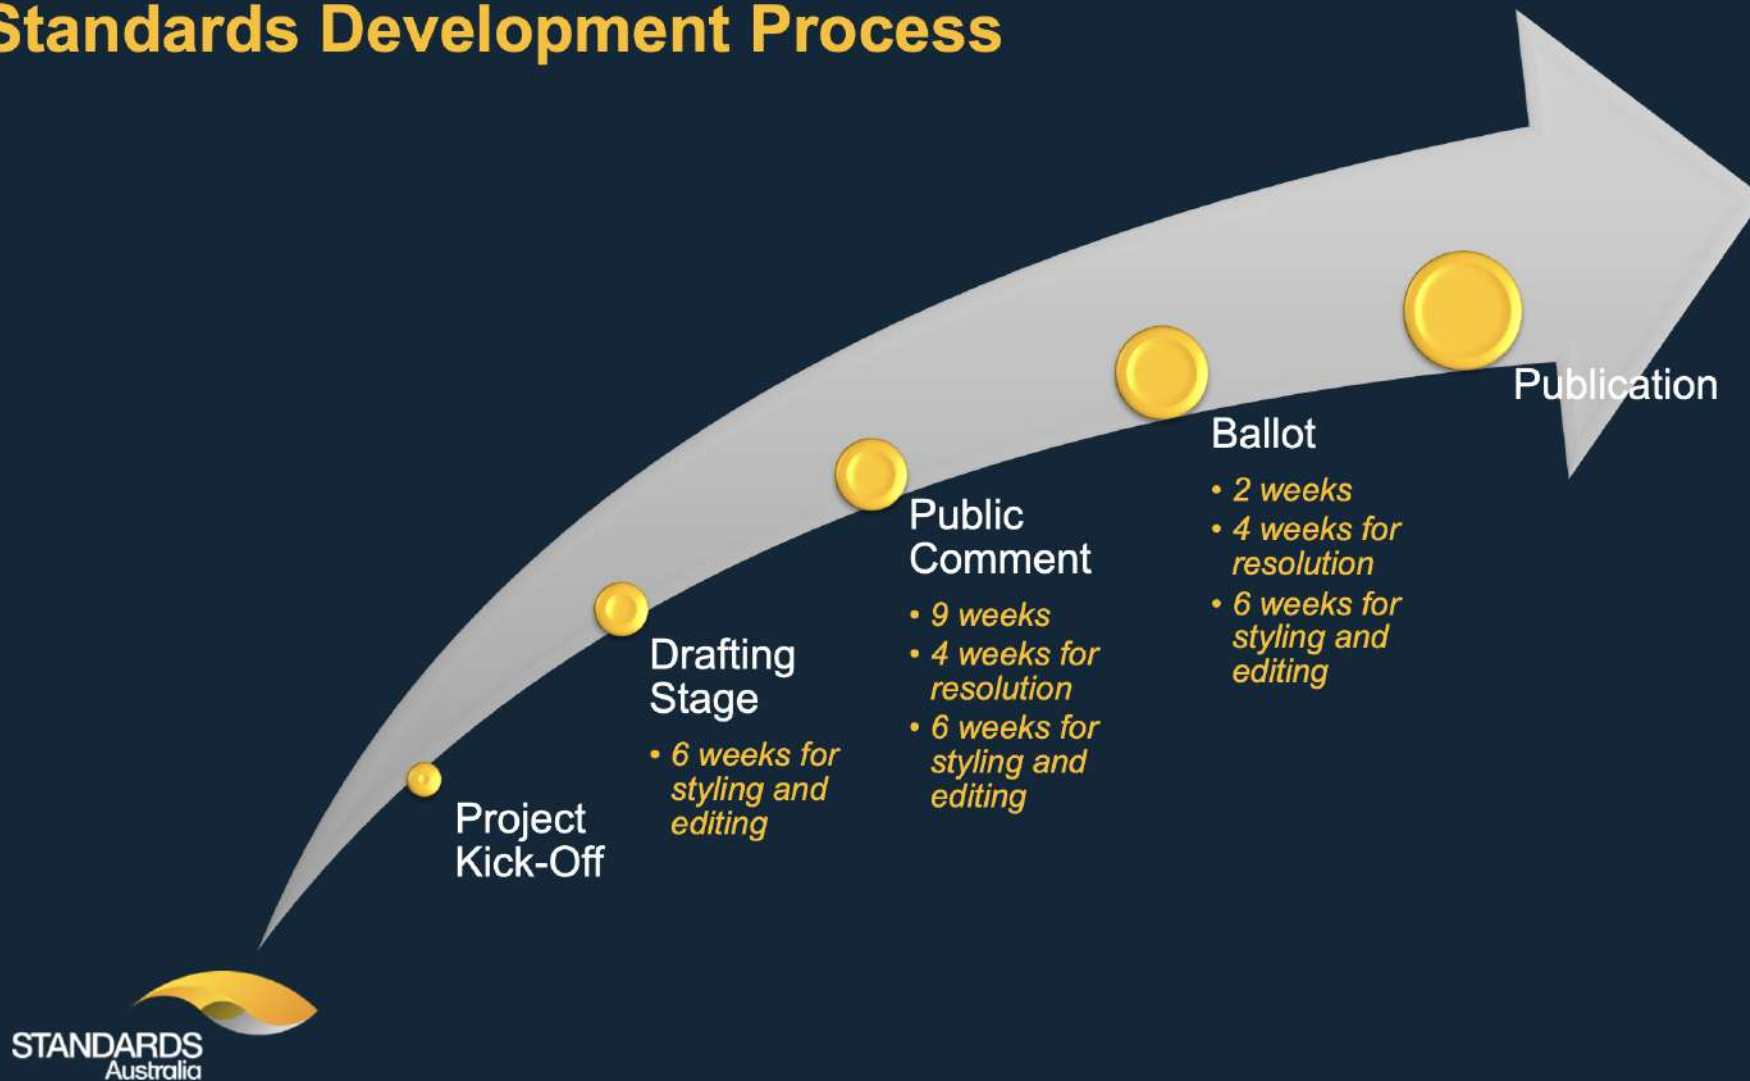 Standards Development Process
Project
Kick-Off
Drafting
Stage
• 6 weeks for
styling and
editing
Public
Comment
• 9 weeks
• 4 weeks for
resolution
• 6 weeks for
styling and
editing
Ballot
• 2 weeks
• 4 weeks for
resolution
• 6 weeks for
styling and
editing
Publication
STANDARDS
Australia